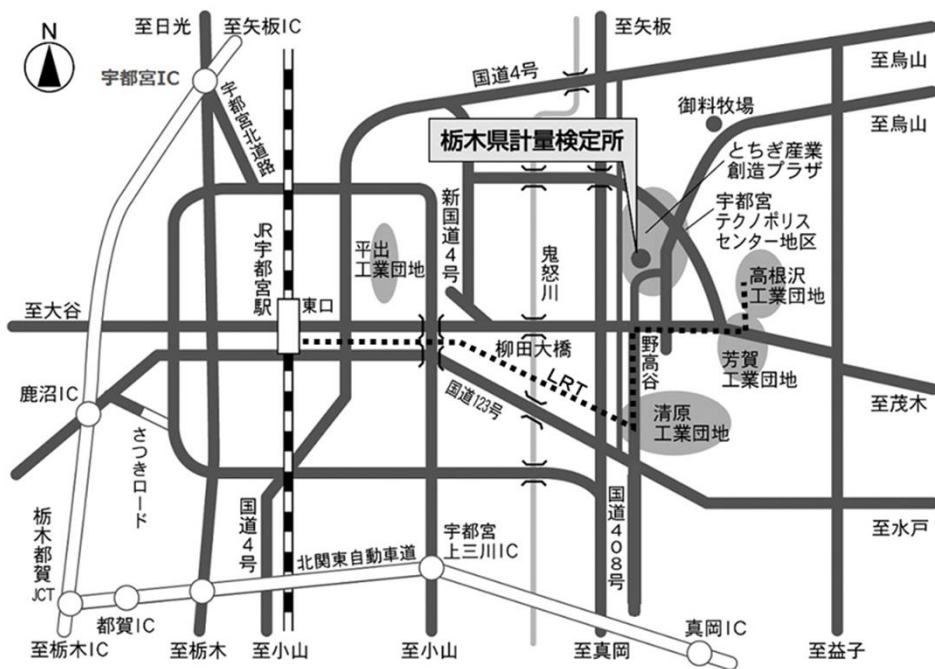 至日光
至矢板IC
至矢板
N
宇都宮IC
国道4号
至烏山
宇都宮北道路
御料牧場
至烏山
栃木県計量検定所
とちぎ産業
創造プラザ
新国道4号
宇都宮
テクノポリス
センター地区
JR宇都宮駅
平出
工業団地
鬼怒川
高根沢
工業団地
東口
至大谷
柳田大橋
野高谷
芳賀
工業団地
LRT
鹿沼IC
国道123号
清原
工業団地
至茂木
さつきロード
国道4号
国道408号
至水戸
栃木都賀
JCT
宇都宮
上三川IC
北関東自動車道
都賀IC
真岡IC
至栃木IC
至栃木
至小山
至小山
至真岡
至益子